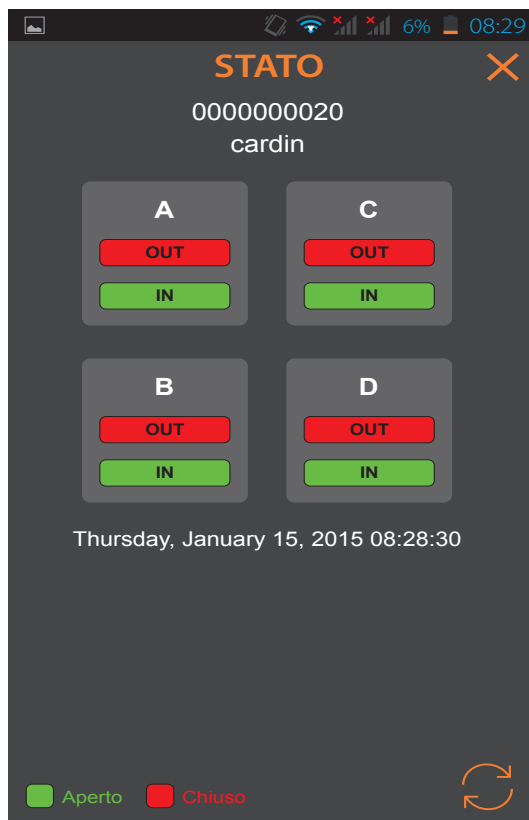 6% 08:29
STATO
0000000020
cardin
A
OUT
IN
C
OUT
IN
B
OUT
IN
D
OUT
IN
Thursday, January 15, 2015 08:28:30
Aperto Chiuso